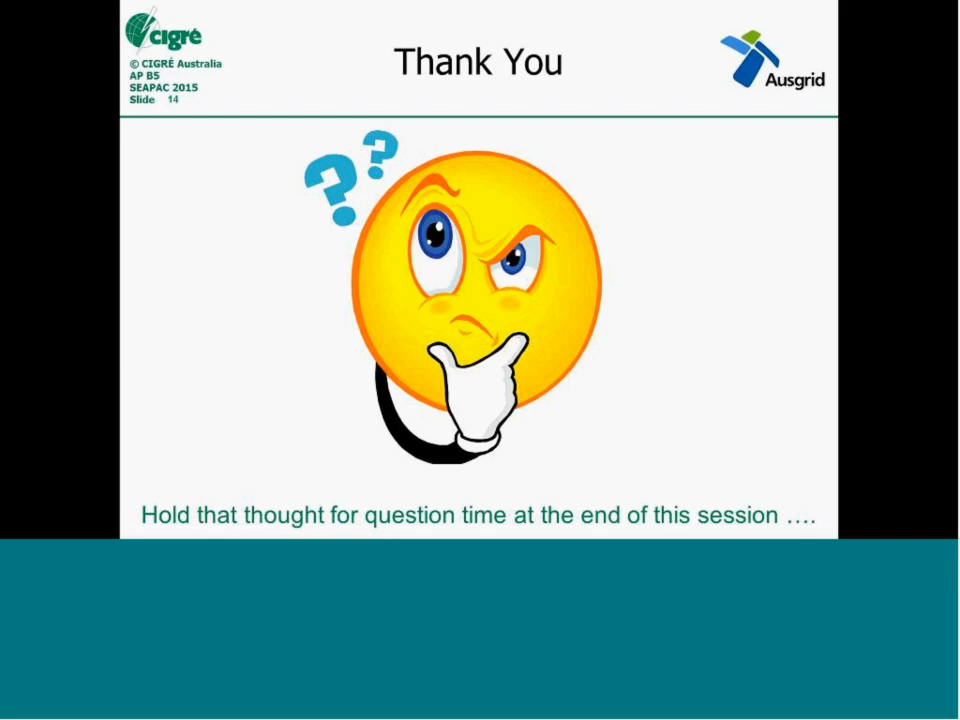 cigré
© CIGRÉ Australia
AP B5
SEAPAC 2015
Slide 14
Thank You
Ausgrid
? ?
Hold that thought for question time at the end of this session ....